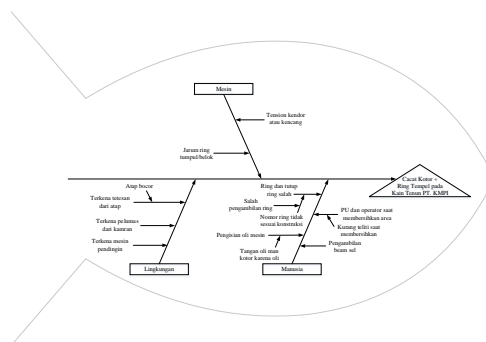 Mesin
Tension kendor
atau kencang
Jarum ring
tumpul/belok
Cacat Kotor +
Ring Tempel pada
Kain Tenun PT. KMPI
Atap bocor
Terkena tetesan
dari atap
Terkena pelumas
dari kamran
Terkena mesin
pendingin
Lingkungan
Ring dan tutup
ring salah
Salah
pengambilan ring
Nomor ring tidak
sesuai konstruksi
PU dan operator saat
membersihkan area
Kurang teliti saat
membersihkan
Pengisian oli mesin
Tangan oli man
kotor karena oli
Pengambilan
beam sel
Manusia